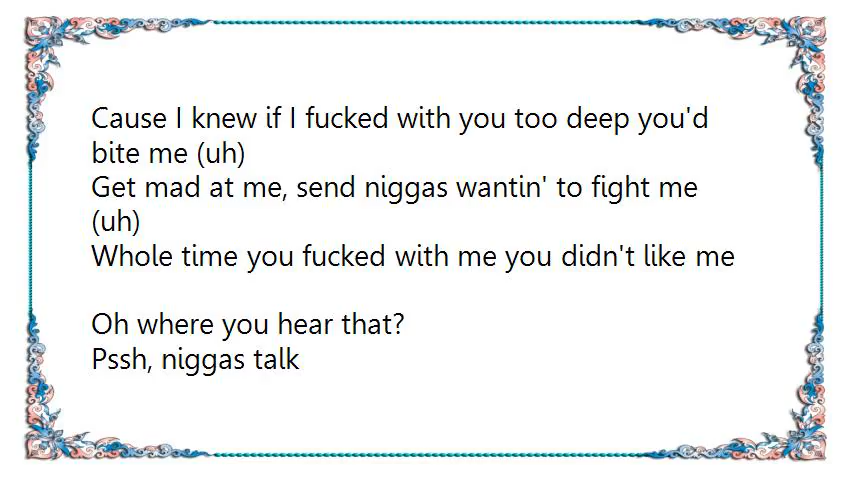 Cause I knew if I fucked with you too deep you'd
bite me (uh)
Get mad at me, send niggas wantin' to fight me
(uh)
Whole time you fucked with me you didn't like me
Oh where you hear that?
Pssh, niggas talk